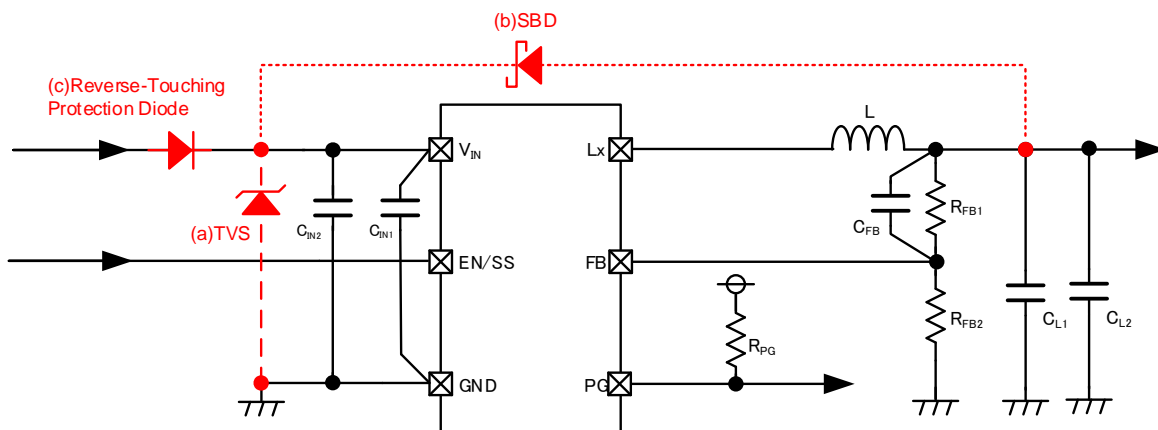 (b)SBD
(c)Reverse-Touching
Protection Diode
L
VIN
Lx
CIN2
CIN1
CFB
RFB1
(a)TVS
EN/SS
FB
RFB2
CL1
CL2
RPG
GND
PG